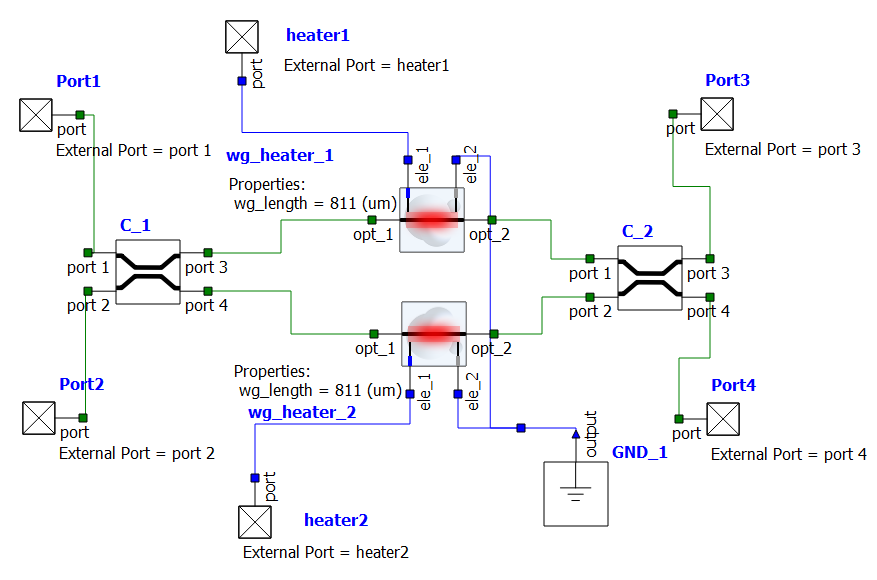 heater1
port
External Port = heater1
Port1
port
External Port = port 1
Port3
port
External Port = port 3
wg_heater_1
Properties:
wg_length = 811 (um)
ele_1
ele_2
opt_1
opt_2
C_1
port 1
port 3
port 2
port 4
C_2
port 1
port 3
port 2
port 4
opt_1
opt_2
Properties:
wg_length = 811 (um)
wg_heater_2
ele_1
ele_2
Port2
port
External Port = port 2
Port4
port
External Port = port 4
output
GND_1
port
heater2
External Port = heater2